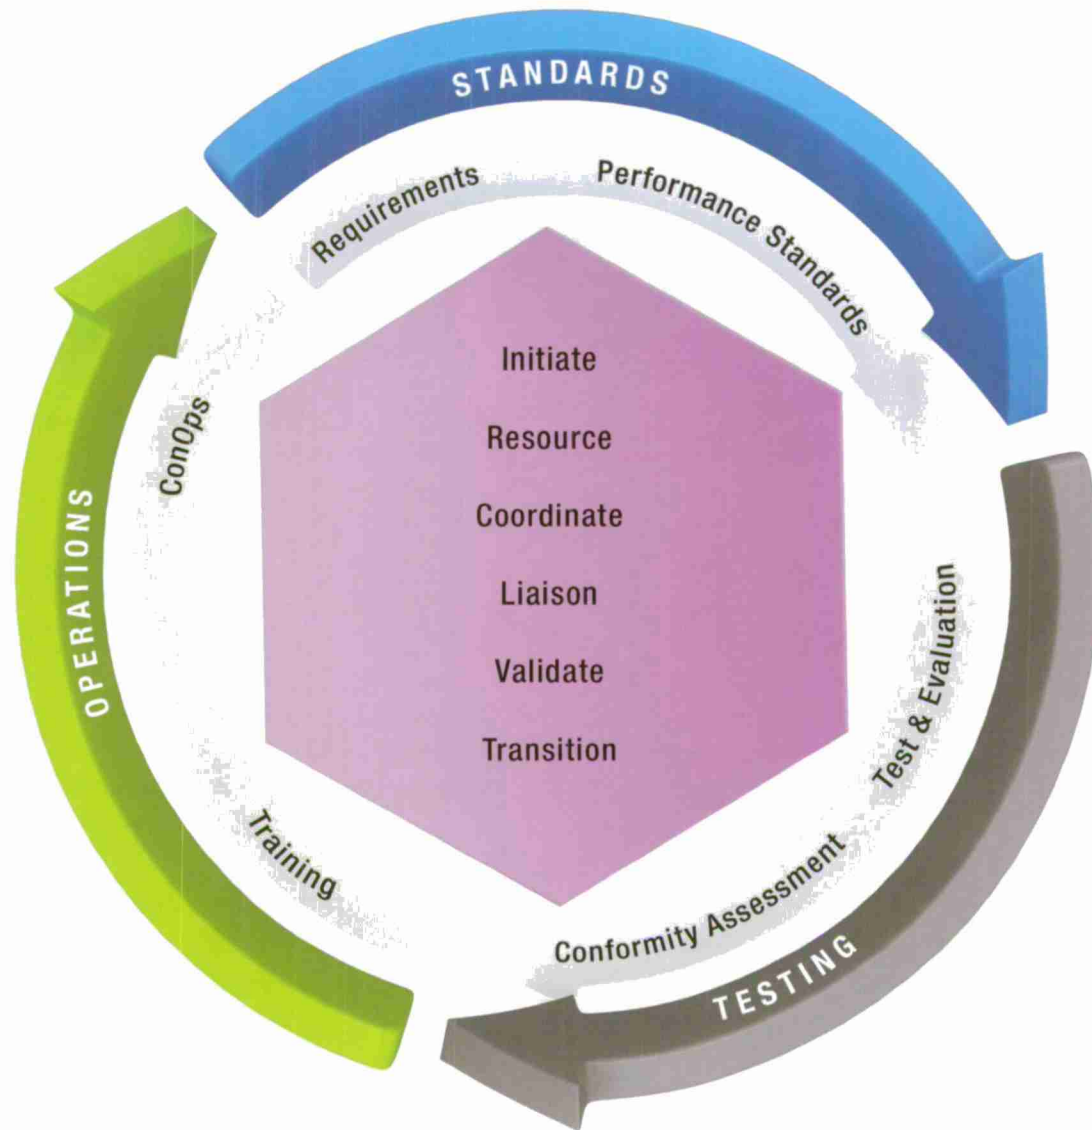 STANDARDS
Requirements
Performance Standards
Initiate
Resource
Coordinate
Liaison
Validate
Transition
Test & Evaluation
Conformity Assessment
TESTING
Training
ConOps
OPERATIONS